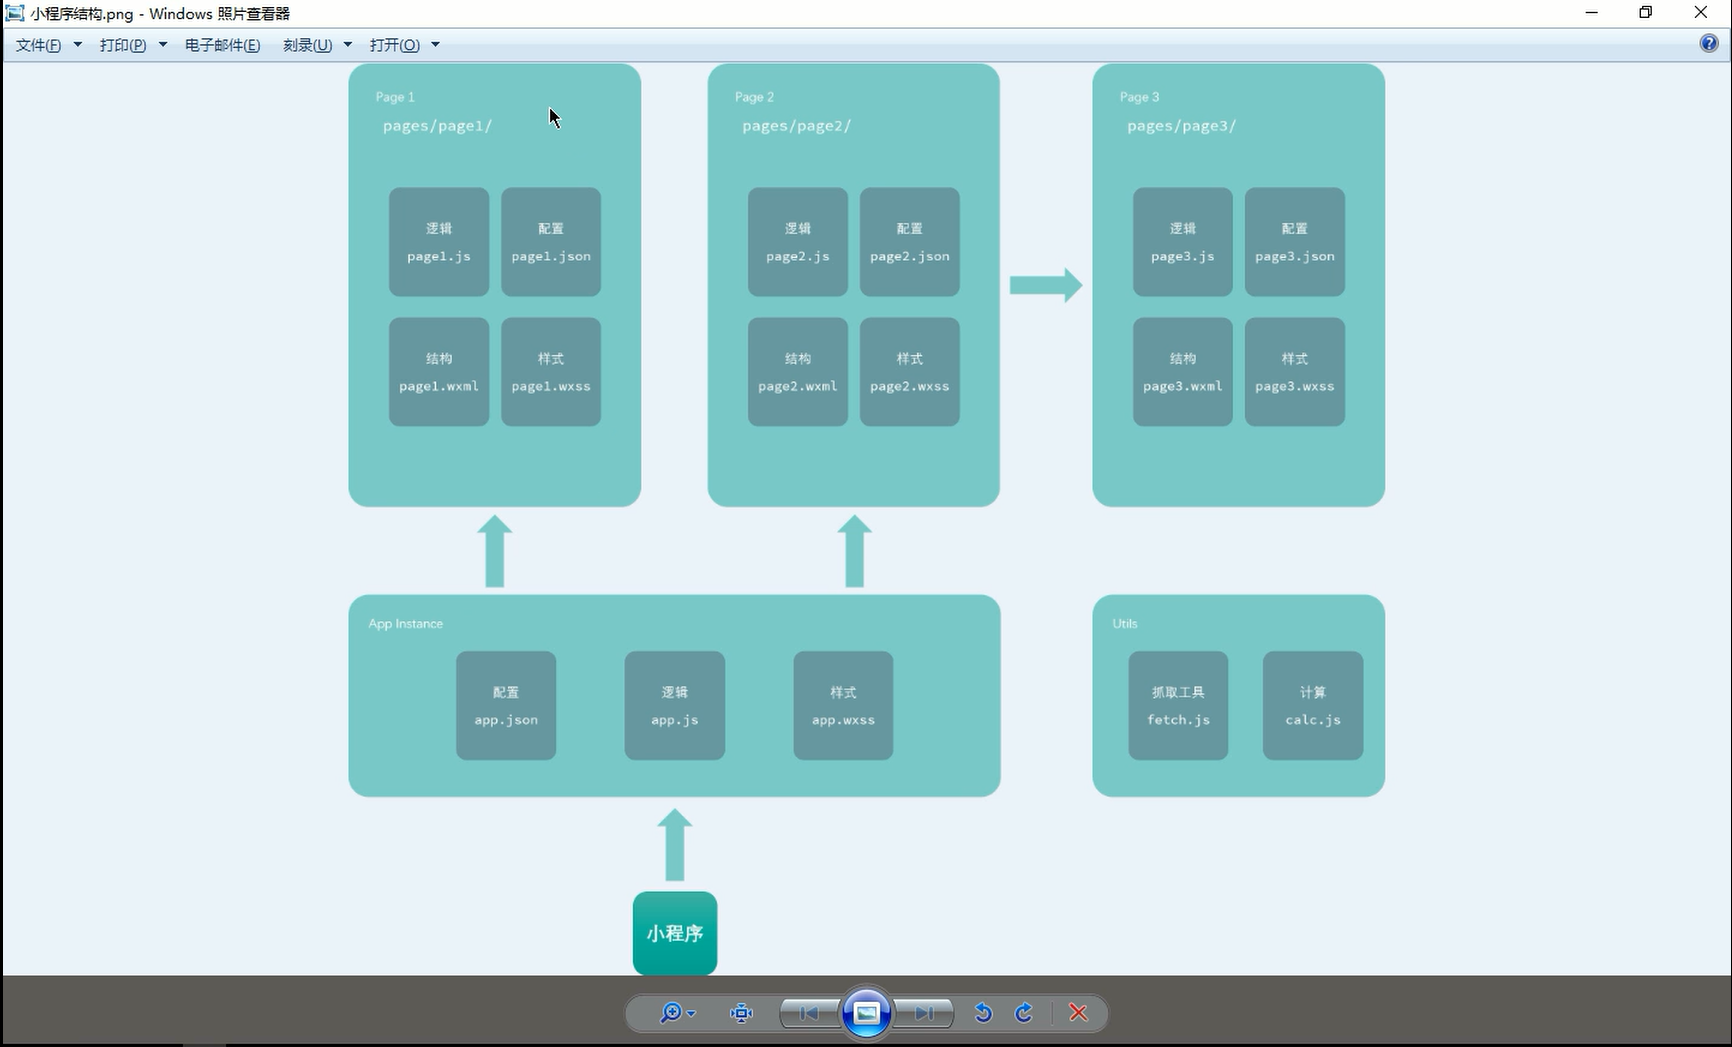 小程序结构.png - Windows 照片查看器
文件(F) 打印(P) 电子邮件(E) 刻录(U) 打开(O)
Page 1
pages/page1/
逻辑
page1.js
配置
page1.json
结构
page1.wxml
样式
page1.wxss
Page 2
pages/page2/
逻辑
page2.js
配置
page2.json
结构
page2.wxml
样式
page2.wxss
Page 3
pages/page3/
逻辑
page3.js
配置
page3.json
结构
page3.wxml
样式
page3.wxss
App Instance
配置
app.json
逻辑
app.js
样式
app.wxss
Utils
抓取工具
fetch.js
计算
calc.js
小程序